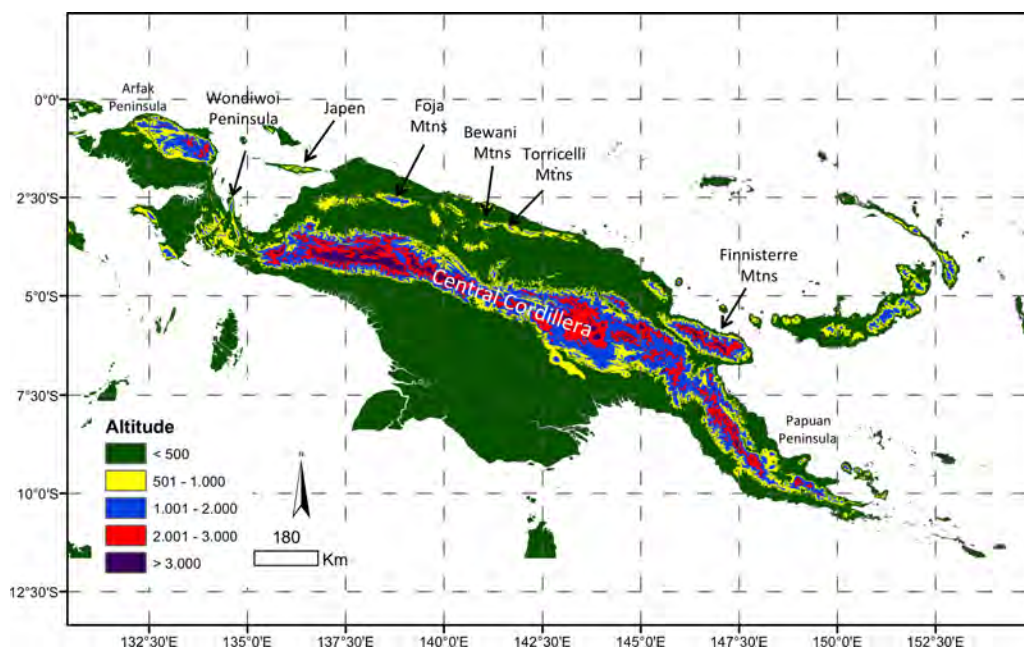 Arfak
Peninsula
Wondiwoi
Peninsula
Japen
Foja
Mtns
Bewani
Mtns
Torricelli
Mtns
Finnisterre
Mtns
Central Cordillera
Papuan
Peninsula
0°0'
2°30'S
5°0'S
7°30'S
10°0'S
12°30'S
Altitude
< 500
501 - 1.000
1.001 - 2.000
2.001 - 3.000
> 3.000
180
Km
132°30'E
135°0'E
137°30'E
140°0'E
142°30'E
145°0'E
147°30'E
150°0'E
152°30'E